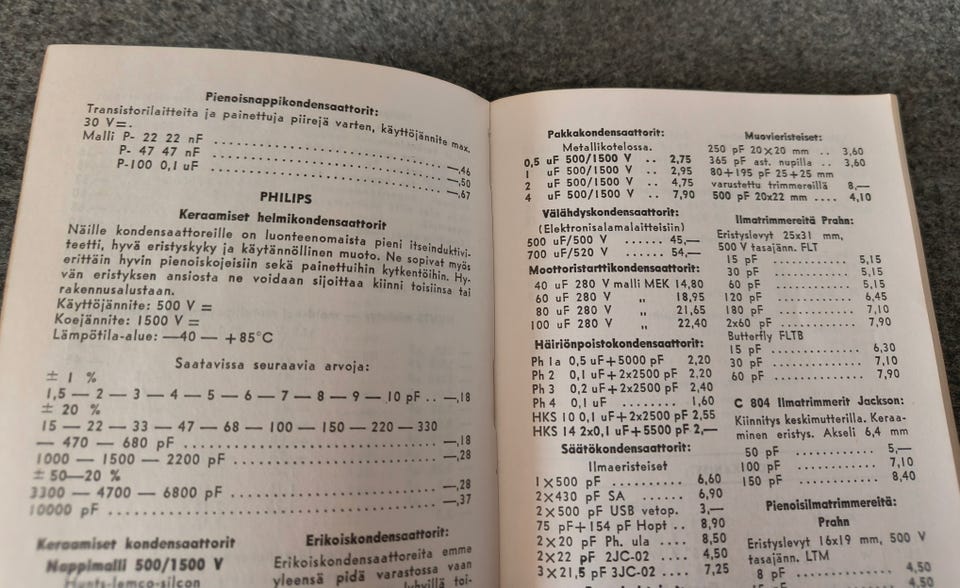 Pienoisnappikondensaattorit:
Transistorilaitteita ja painettuja piirejä varten, käyttöjännite max.
30 V=.
Malli P- 22 22 nF ........................ —,46
P- 47 47 nF ........................ —,50
P-100 0,1 uF ........................ —,67
PHILIPS
Keraamiset helmikondensaattorit
Näille kondensaattoreille on luonteenomaista pieni itseinduktivi-
teetti, hyvä eristyskyky ja käytännöllinen muoto. Ne sopivat myös
erittäin hyvin pienoiskojeisiin sekä painettuihin kytkentöihin. Hy-
vän eristyksen ansiosta ne voidaan sijoittaa kiinni toisiinsa tai
rakennusalustaan.
Käyttöjännite: 500 V =
Koejännite: 1500 V =
Lämpötila-alue: —40 — +85°C
Saatavissa seuraavia arvoja:
± 1 %
1,5 — 2 — 3 — 4 — 5 — 6 — 7 — 8 — 9 — 10 pF .. —,18
± 20 %
15 — 22 — 33 — 47 — 68 — 100 — 150 — 220 — 330
— 470 — 680 pF ........................ —,18
1000 — 1500 — 2200 pF ........................ —,28
± 50—20 %
3300 — 4700 — 6800 pF ........................ —,28
10000 pF ........................ —,37
Keraamiset kondensaattorit
Nappimalli 500/1500 V
Hunts-lemco-silcon
Erikoiskondensaattorit:
Erikoiskondensaattoreita emme
yleensä pidä varastossa vaan
toi-
Pakkakondensaattorit:
Metallikotelossa.
0,5 uF 500/1500 V .. 2,75
1 uF 500/1500 V .. 2,95
2 uF 500/1500 V .. 4,75
4 uF 500/1500 V .. 7,90
Välähdyskondensaattorit:
(Elektronisalamalaitteisiin)
500 uF/500 V ...... 45,—
700 uF/520 V ...... 54,—
Moottoristarttikondensaattorit:
40 uF 280 V malli MEK 14,80
60 uF 280 V „ 18,95
80 uF 280 V „ 21,65
100 uF 280 V „ 22,40
Häiriönpoistokondensaattorit:
Ph 1a 0,5 uF+5000 pF 2,20
Ph 2 0,1 uF+2x2500 pF 2,20
Ph 3 0,2 uF+2x2500 pF 2,40
Ph 4 0,1 uF ........ 1,60
HKS 10 0,1 uF+2x2500 pF 2,55
HKS 14 2x0,1 uF+5500 pF 2,—
Säätökondensaattorit:
Ilmaeristeiset
1×500 pF .......... 6,60
2×430 pF SA ...... 6,90
2×500 pF USB vetop. 3,—
75 pF+154 pF Hopt .. 8,90
2×20 pF Ph. ula .... 8,50
2×22 pF 2JC-02 .... 4,50
3×21,5 pF 3JC-02 .... 7,25
Muovieristeiset:
250 pF 20×20 mm .. 3,60
365 pF ast. nupilla .. 3,60
80+195 pF 25+25 mm
varustettu trimmereillä 8,—
500 pF 20x22 mm .... 4,10
Ilmatrimmereitä Prahn:
Eristyslevyt 25x31 mm,
500 V tasajänn. FLT
15 pF ............ 5,15
30 pF ............ 5,15
60 pF ............ 5,15
120 pF ............ 6,45
180 pF ............ 7,10
2x60 pF ............ 7,90
Butterfly FLTB
15 pF ............ 6,30
30 pF ............ 7,10
60 pF ............ 7,90
C 804 Ilmatrimmerit Jackson:
Kiinnitys keskimutterilla. Keraa-
minen eristys. Akseli 6,4 mm
50 pF ............ 5,—
100 pF ............ 7,10
150 pF ............ 8,40
Pienoisilmatrimmereitä:
Prahn
Eristyslevyt 16x19 mm, 500 V
tasajänn. LTM
8 pF ............ 4,50
4,50